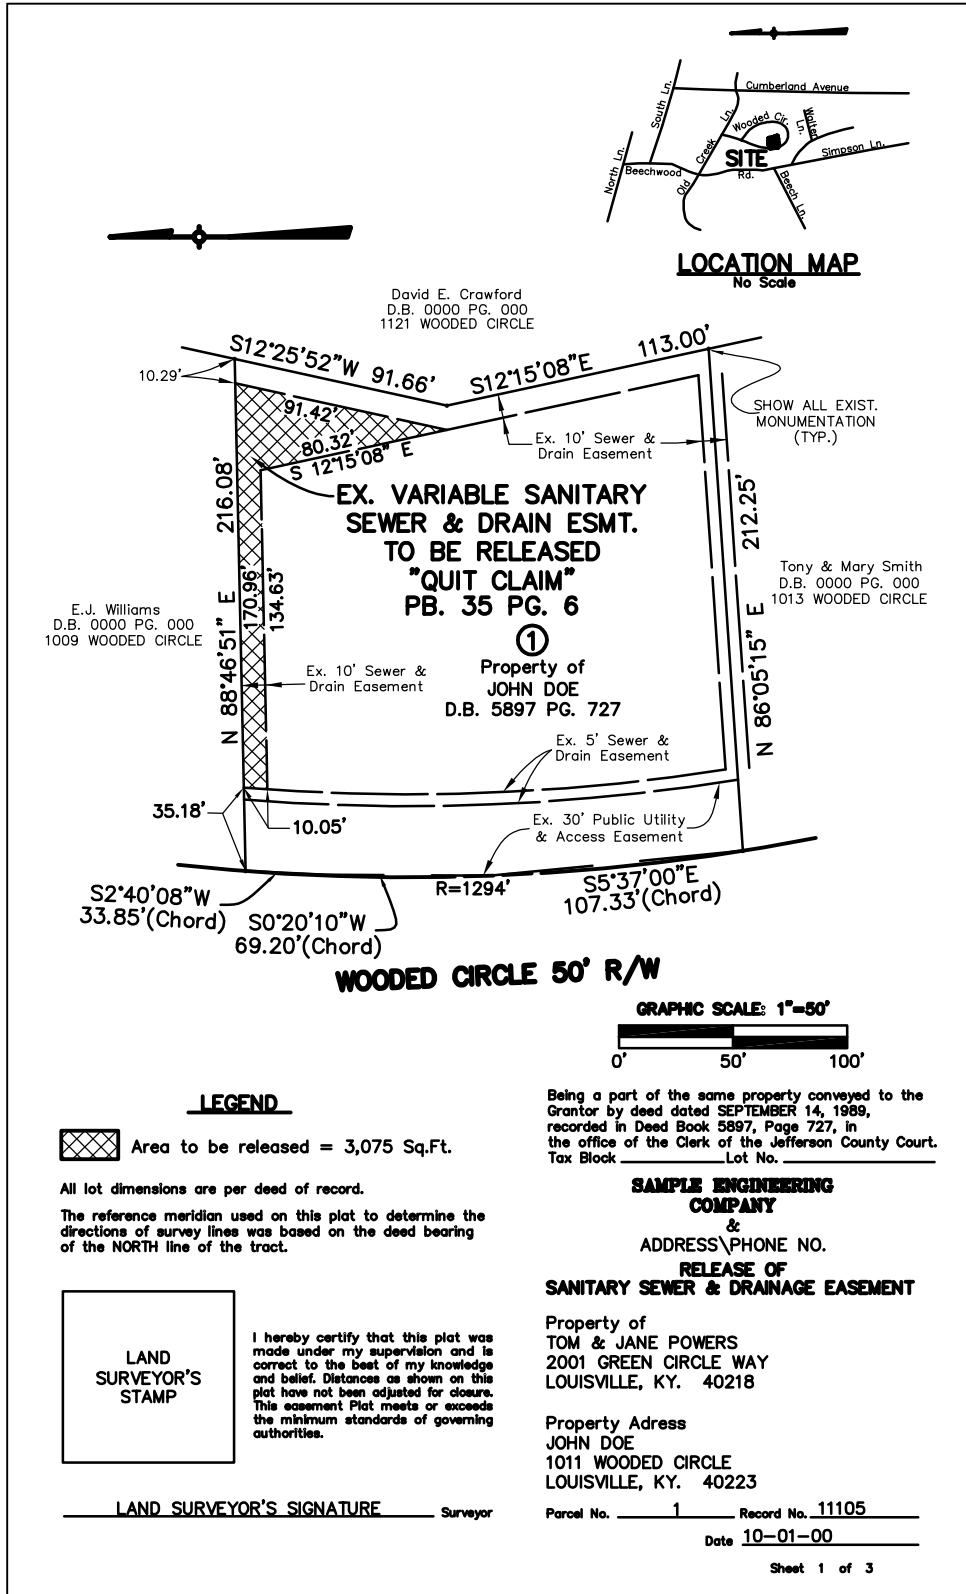 Cumberland Avenue
South Ln.
Wooded Cir.
Walter Ln.
Old Creek Ln.
SITE
Simpson Ln.
North Ln.
Beechwood Rd.
Beech Ln.
LOCATION MAP
No Scale
David E. Crawford
D.B. 0000 PG. 000
1121 WOODED CIRCLE
S12°25'52"W 91.66'
S12°15'08"E 113.00'
10.29'
91.42'
80.32'
S 12°15'08" E
SHOW ALL EXIST.
MONUMENTATION
(TYP.)
Ex. 10' Sewer &
Drain Easement
EX. VARIABLE SANITARY
SEWER & DRAIN ESMT.
TO BE RELEASED
"QUIT CLAIM"
PB. 35 PG. 6
1
Property of
JOHN DOE
D.B. 5897 PG. 727
N 88°46'51" E 216.08'
170.96'
134.63'
N 86°05'15" E 212.25'
E.J. Williams
D.B. 0000 PG. 000
1009 WOODED CIRCLE
Tony & Mary Smith
D.B. 0000 PG. 000
1013 WOODED CIRCLE
Ex. 10' Sewer &
Drain Easement
Ex. 5' Sewer &
Drain Easement
35.18'
10.05'
Ex. 30' Public Utility
& Access Easement
S2°40'08"W
33.85'(Chord)
S0°20'10"W
69.20'(Chord)
R=1294'
S5°37'00"E
107.33'(Chord)
WOODED CIRCLE 50' R/W
GRAPHIC SCALE: 1"=50'
0' 50' 100'
LEGEND
Area to be released = 3,075 Sq.Ft.
All lot dimensions are per deed of record.
The reference meridian used on this plat to determine the
directions of survey lines was based on the deed bearing
of the NORTH line of the tract.
LAND
SURVEYOR'S
STAMP
I hereby certify that this plat was
made under my supervision and is
correct to the best of my knowledge
and belief. Distances as shown on this
plat have not been adjusted for closure.
This easement Plat meets or exceeds
the minimum standards of governing
authorities.
LAND SURVEYOR'S SIGNATURE Surveyor
Being a part of the same property conveyed to the
Grantor by deed dated SEPTEMBER 14, 1989,
recorded in Deed Book 5897, Page 727, in
the office of the Clerk of the Jefferson County Court.
Tax Block Lot No.
SAMPLE ENGINEERING
COMPANY
&
ADDRESS\PHONE NO.
RELEASE OF
SANITARY SEWER & DRAINAGE EASEMENT
Property of
TOM & JANE POWERS
2001 GREEN CIRCLE WAY
LOUISVILLE, KY. 40218
Property Adress
JOHN DOE
1011 WOODED CIRCLE
LOUISVILLE, KY. 40223
Parcel No. 1 Record No. 11105
Date 10-01-00
Sheet 1 of 3